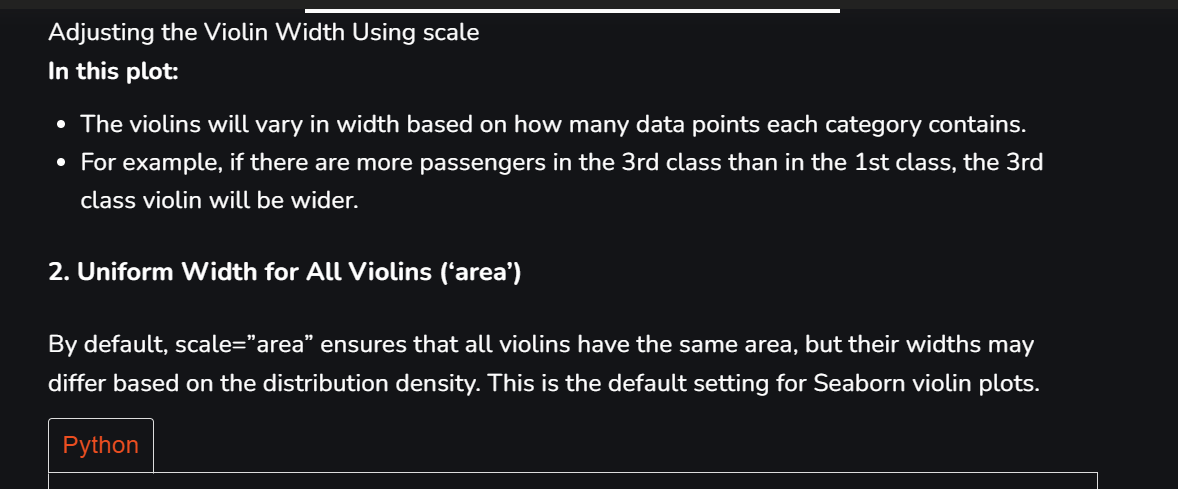 Adjusting the Violin Width Using scale
In this plot:
• The violins will vary in width based on how many data points each category contains.
• For example, if there are more passengers in the 3rd class than in the 1st class, the 3rd
class violin will be wider.
2. Uniform Width for All Violins (‘area’)
By default, scale=”area” ensures that all violins have the same area, but their widths may
differ based on the distribution density. This is the default setting for Seaborn violin plots.
Python